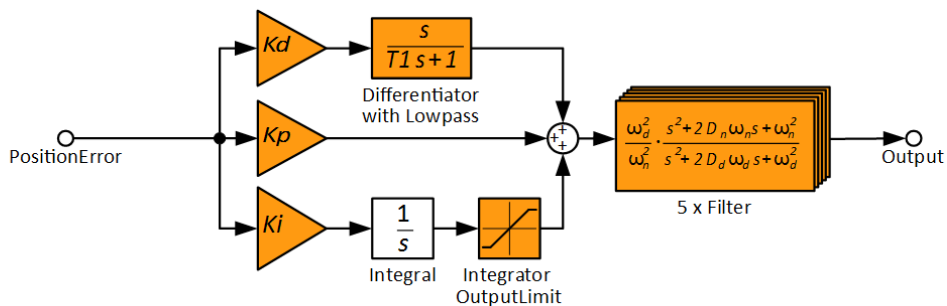 Kd
s
T1 s+1
Differentiator
with Lowpass
PositionError
Kp
+
+
+
ω_d^2
ω_n^2
·
s^2+2 D_n ω_n s+ω_n^2
s^2+2 D_d ω_d s+ω_d^2
Output
5 x Filter
Ki
1
s
Integral
Integrator
OutputLimit